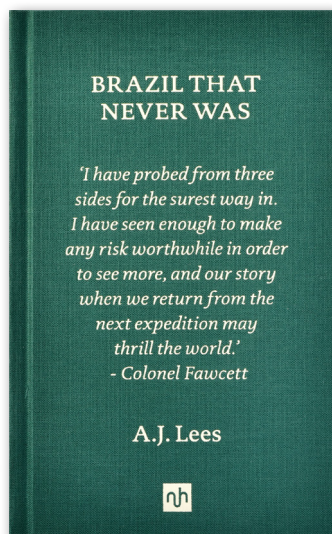 BRAZIL THAT
NEVER WAS
‘I have probed from three
sides for the surest way in.
I have seen enough to make
any risk worthwhile in order
to see more, and our story
when we return from the
next expedition may
thrill the world.’
- Colonel Fawcett
A.J. Lees
nh